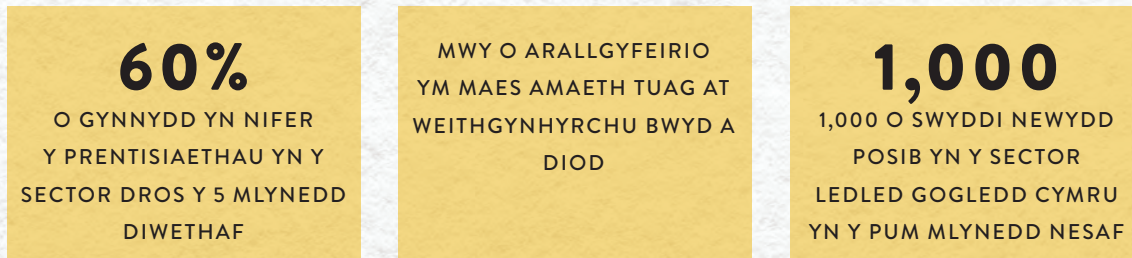 60%
O GYNNYDD YN NIFER
Y PRENTISIAETHAU YN Y
SECTOR DROS Y 5 MLYNEDD
DIWETHAF
MWY O ARALLGYFEIRIO
YM MAES AMAETH TUAG AT
WEITHGYNHYRCHU BWYD A
DIOD
1,000
1,000 O SWYDDI NEWYDD
POSIB YN Y SECTOR
LEDLED GOGLEDD CYMRU
YN Y PUM MLYNEDD NESAF